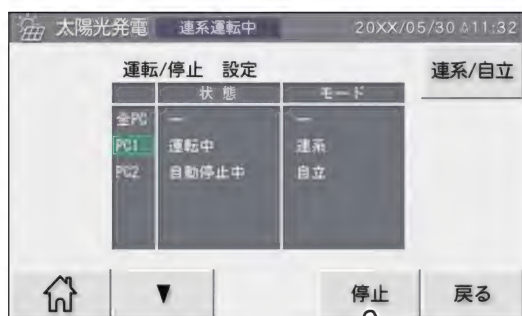 太陽光発電 連系運転中 20XX/05/30 11:32
運転/停止 設定 連系/自立
状態 モード
全PC — —
PC1 運転中 連系
PC2 自動停止中 自立
▼ 停止 戻る